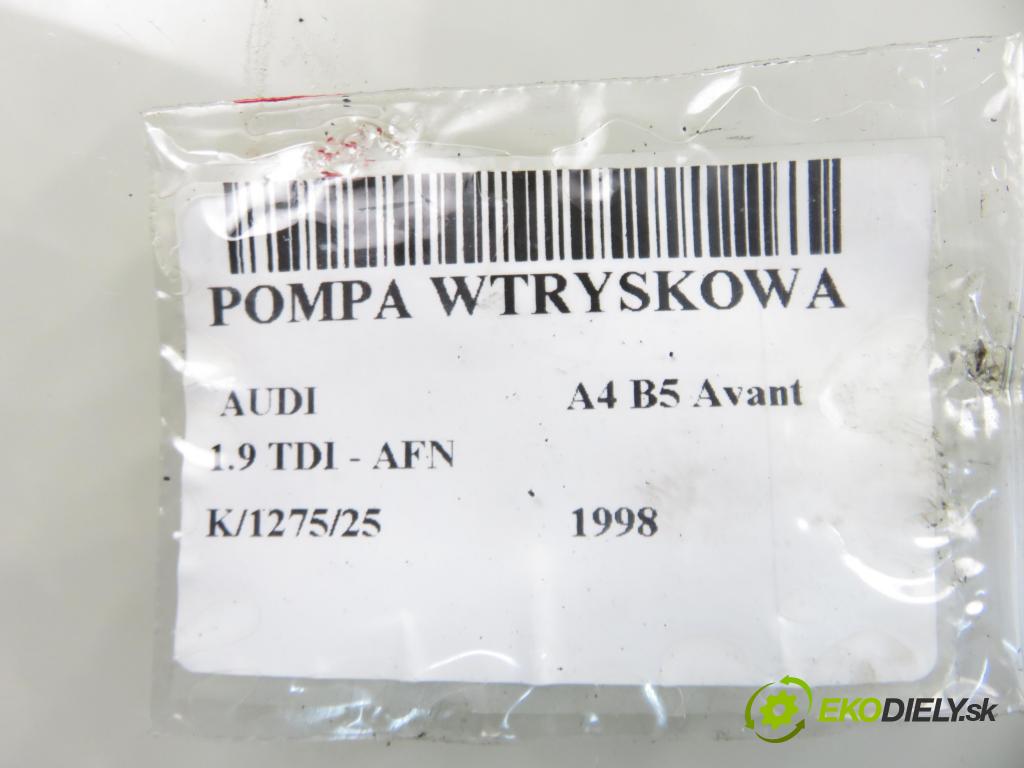 POMPA WTRYSKOWA
AUDI A4 B5 Avant
1.9 TDI - AFN
K/1275/25 1998
EKODIELY.sk